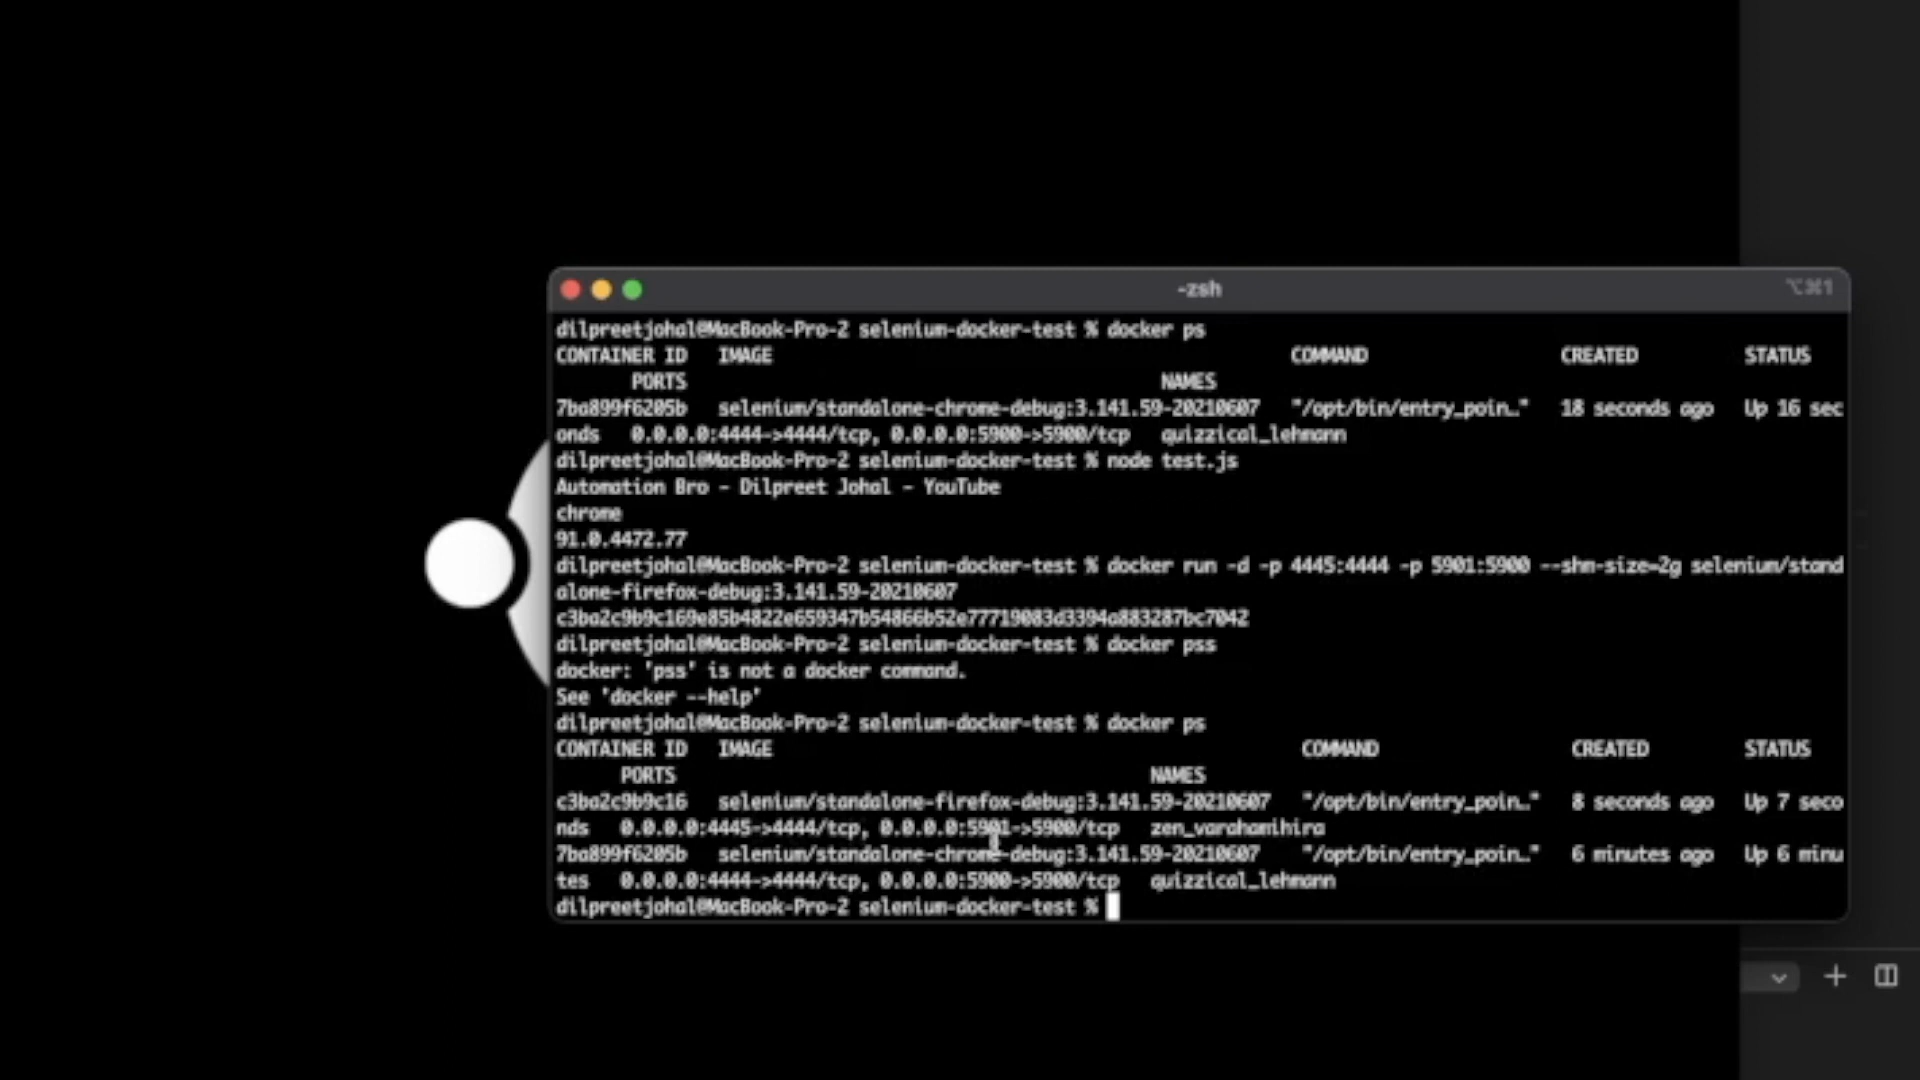 -zsh ⌥⌘1
dilpreetjohal@MacBook-Pro-2 selenium-docker-test % docker ps
CONTAINER ID IMAGE COMMAND CREATED STATUS
PORTS NAMES
7ba899f6205b selenium/standalone-chrome-debug:3.141.59-20210607 "/opt/bin/entry_poin…" 18 seconds ago Up 16 sec
onds 0.0.0.0:4444->4444/tcp, 0.0.0.0:5900->5900/tcp quizzical_lehmann
dilpreetjohal@MacBook-Pro-2 selenium-docker-test % node test.js
Automation Bro - Dilpreet Johal - YouTube
chrome
91.0.4472.77
dilpreetjohal@MacBook-Pro-2 selenium-docker-test % docker run -d -p 4445:4444 -p 5901:5900 --shm-size=2g selenium/stand
alone-firefox-debug:3.141.59-20210607
c3ba2c9b9c169e85b4822e659347b54866b52e77719083d3394a883287bc7042
dilpreetjohal@MacBook-Pro-2 selenium-docker-test % docker pss
docker: 'pss' is not a docker command.
See 'docker --help'
dilpreetjohal@MacBook-Pro-2 selenium-docker-test % docker ps
CONTAINER ID IMAGE COMMAND CREATED STATUS
PORTS NAMES
c3ba2c9b9c16 selenium/standalone-firefox-debug:3.141.59-20210607 "/opt/bin/entry_poin…" 8 seconds ago Up 7 seco
nds 0.0.0.0:4445->4444/tcp, 0.0.0.0:5901->5900/tcp zen_varahamihira
7ba899f6205b selenium/standalone-chrome-debug:3.141.59-20210607 "/opt/bin/entry_poin…" 6 minutes ago Up 6 minu
tes 0.0.0.0:4444->4444/tcp, 0.0.0.0:5900->5900/tcp quizzical_lehmann
dilpreetjohal@MacBook-Pro-2 selenium-docker-test %